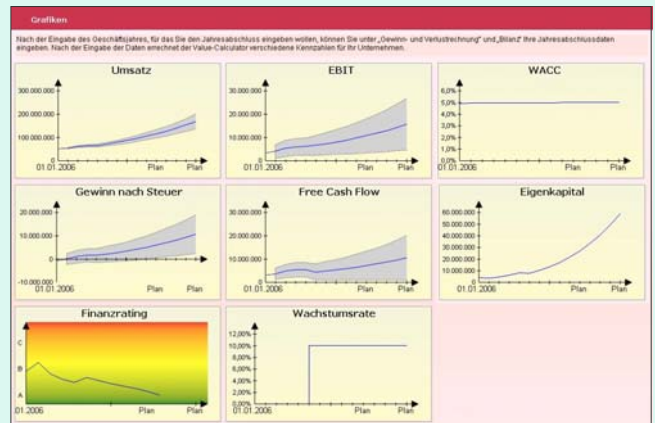 Grafiken
Nach der Eingabe des Geschäftsjahres, für das Sie den Jahresabschluss eingeben wollen, können Sie unter „Gewinn- und Verlustrechnung" und „Bilanz" Ihre Jahresabschlussdaten
eingeben. Nach der Eingabe der Daten errechnet der Value-Calculator verschiedene Kennzahlen für Ihr Unternehmen.
Umsatz
300.000.000
200.000.000
100.000.000
0
01.01.2006 Plan Plan
EBIT
30.000.000
20.000.000
10.000.000
0
01.01.2006 Plan Plan
WACC
6,0%
5,0%
4,0%
3,0%
2,0%
1,0%
0,0%
01.01.2006 Plan Plan
Gewinn nach Steuer
20.000.000
10.000.000
0
-10.000.000
01.01.2006 Plan Plan
Free Cash Flow
30.000.000
20.000.000
10.000.000
0
01.01.2006 Plan Plan
Eigenkapital
60.000.000
50.000.000
40.000.000
30.000.000
20.000.000
10.000.000
0
01.01.2006 Plan Plan
Finanzrating
C
B
A
01.01.2006 Plan Plan
Wachstumsrate
12,00%
10,00%
8,00%
6,00%
4,00%
2,00%
0,00%
01.01.2006 Plan Plan